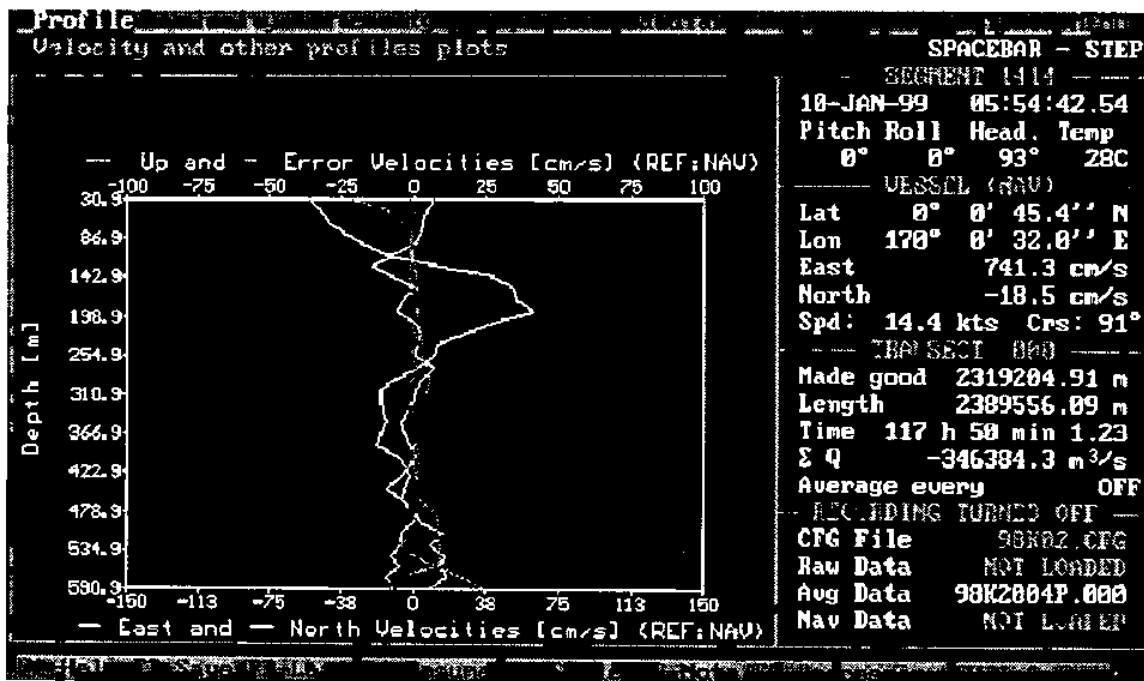 Profile
Velocity and other profiles plots
SPACEBAR - STEP
SEGMENT 1414
10-JAN-99 05:54:42.54
Pitch Roll Head. Temp
0° 0° 93° 28C
VESSEL (NAV)
Lat 0° 0' 45.4'' N
Lon 170° 0' 32.0'' E
East 741.3 cm/s
North -18.5 cm/s
Spd: 14.4 kts Crs: 91°
TRANSECT 000
Made good 2319204.91 m
Length 2389556.09 m
Time 117 h 50 min 1.23
Σ Q -346384.3 m³/s
Average every OFF
RECORDING TURNED OFF
CFG File 98K02.CFG
Raw Data NOT LOADED
Avg Data 98K2004P.000
Nav Data NOT LOADED
-- Up and - Error Velocities [cm/s] (REF:NAV)
-100 -75 -50 -25 0 25 50 75 100
Depth [m]
30.9
86.9
142.9
198.9
254.9
310.9
366.9
422.9
478.9
534.9
590.9
-150 -113 -75 -38 0 38 75 113 150
- East and - North Velocities [cm/s] (REF:NAV)